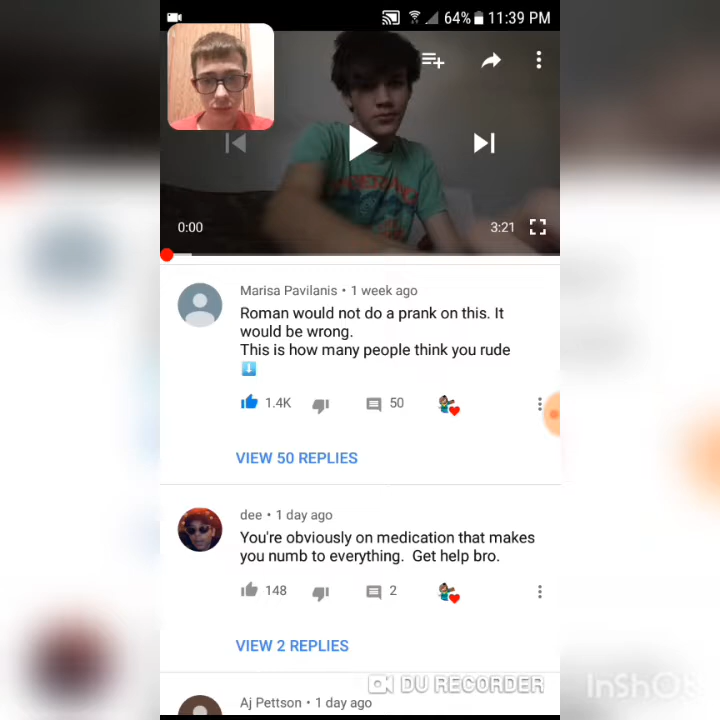 64% 11:39 PM
0:00
3:21
Marisa Pavilanis • 1 week ago
Roman would not do a prank on this. It
would be wrong.
This is how many people think you rude
⬇️
1.4K 50
VIEW 50 REPLIES
dee • 1 day ago
You're obviously on medication that makes
you numb to everything. Get help bro.
148 2
VIEW 2 REPLIES
DU RECORDER
InShOt
Aj Pettson • 1 day ago